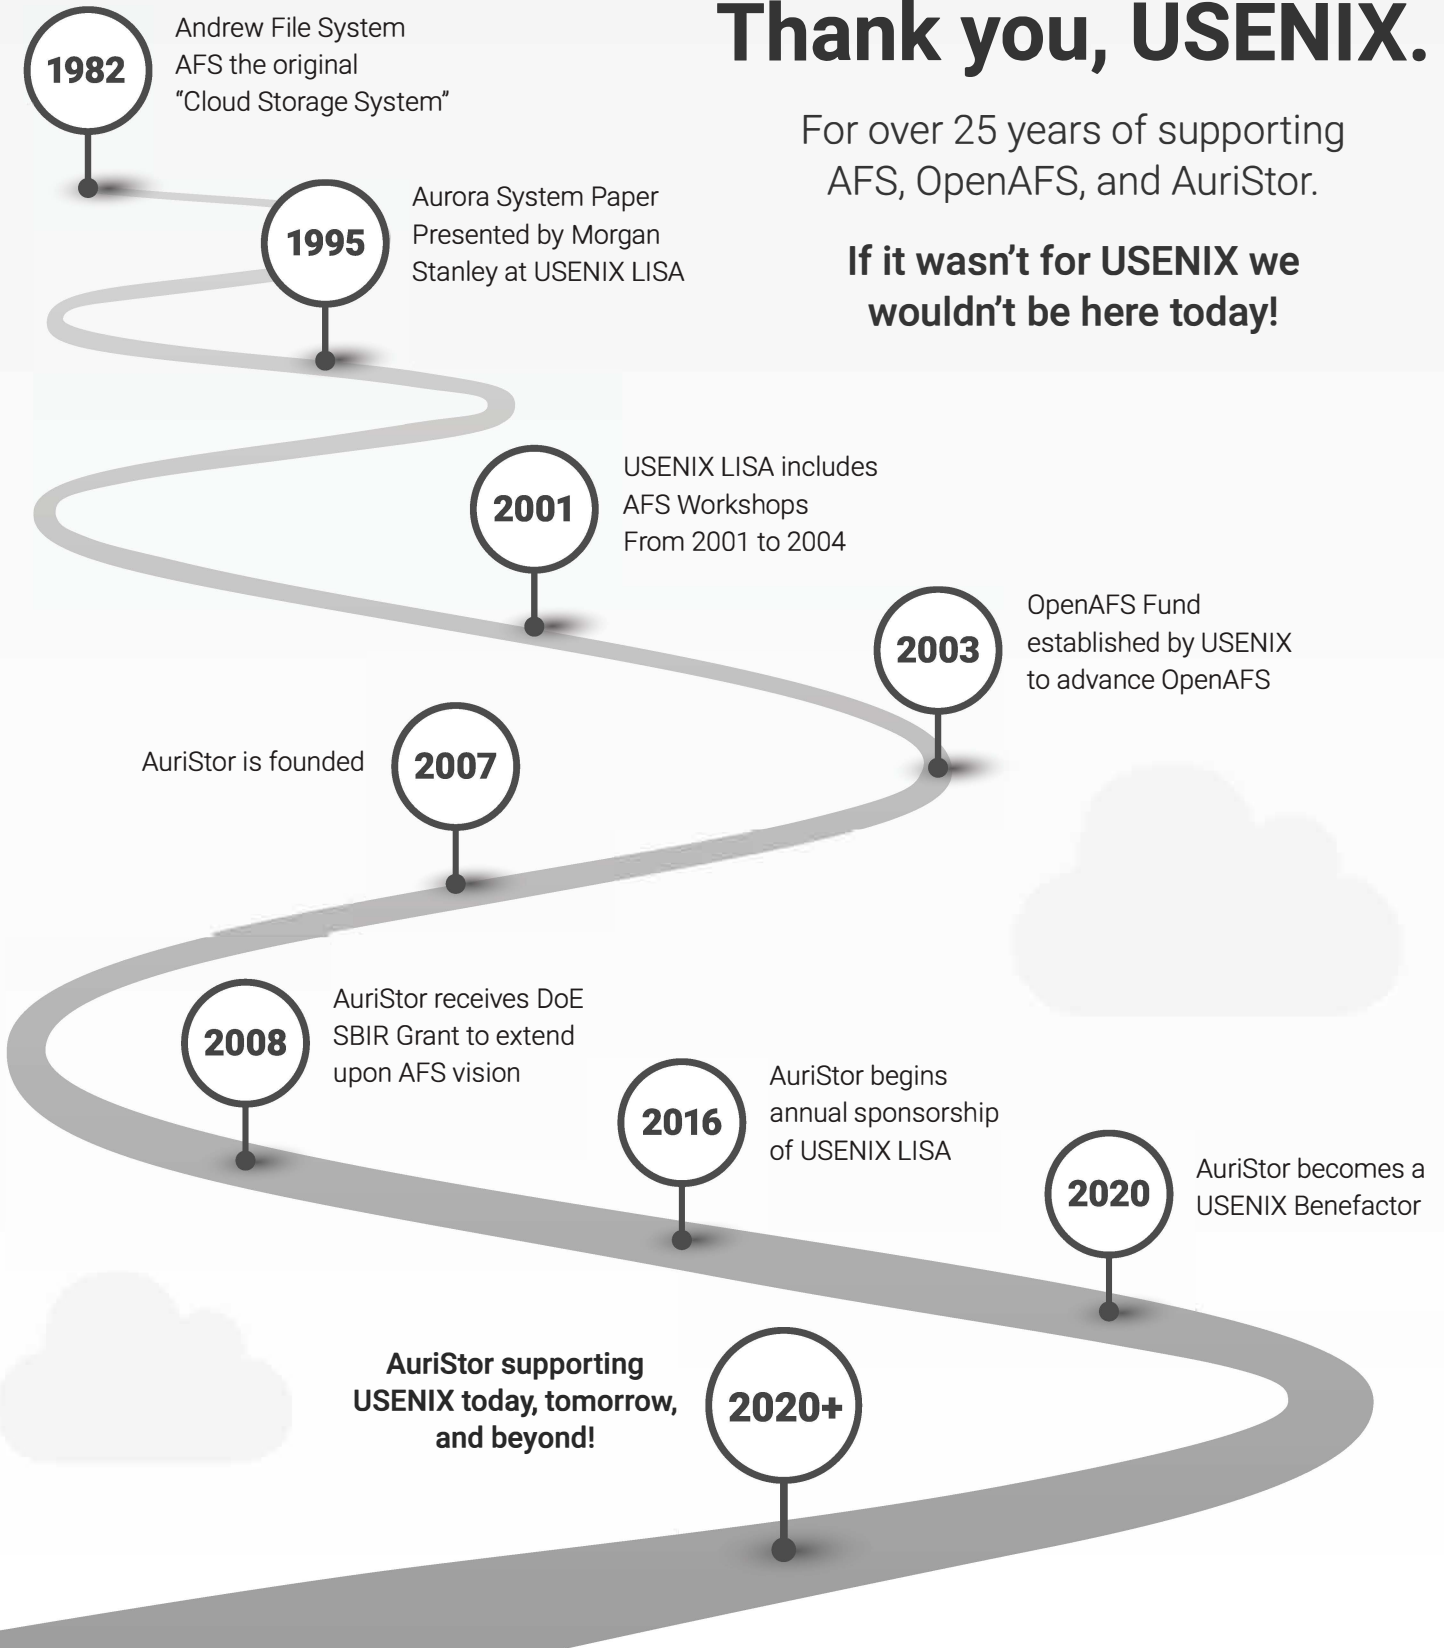 Thank you, USENIX.
For over 25 years of supporting
AFS, OpenAFS, and AuriStor.
If it wasn’t for USENIX we
wouldn’t be here today!
1982
Andrew File System
AFS the original
“Cloud Storage System”
1995
Aurora System Paper
Presented by Morgan
Stanley at USENIX LISA
2001
USENIX LISA includes
AFS Workshops
From 2001 to 2004
2003
OpenAFS Fund
established by USENIX
to advance OpenAFS
AuriStor is founded
2007
2008
AuriStor receives DoE
SBIR Grant to extend
upon AFS vision
2016
AuriStor begins
annual sponsorship
of USENIX LISA
2020
AuriStor becomes a
USENIX Benefactor
AuriStor supporting
USENIX today, tomorrow,
and beyond!
2020+